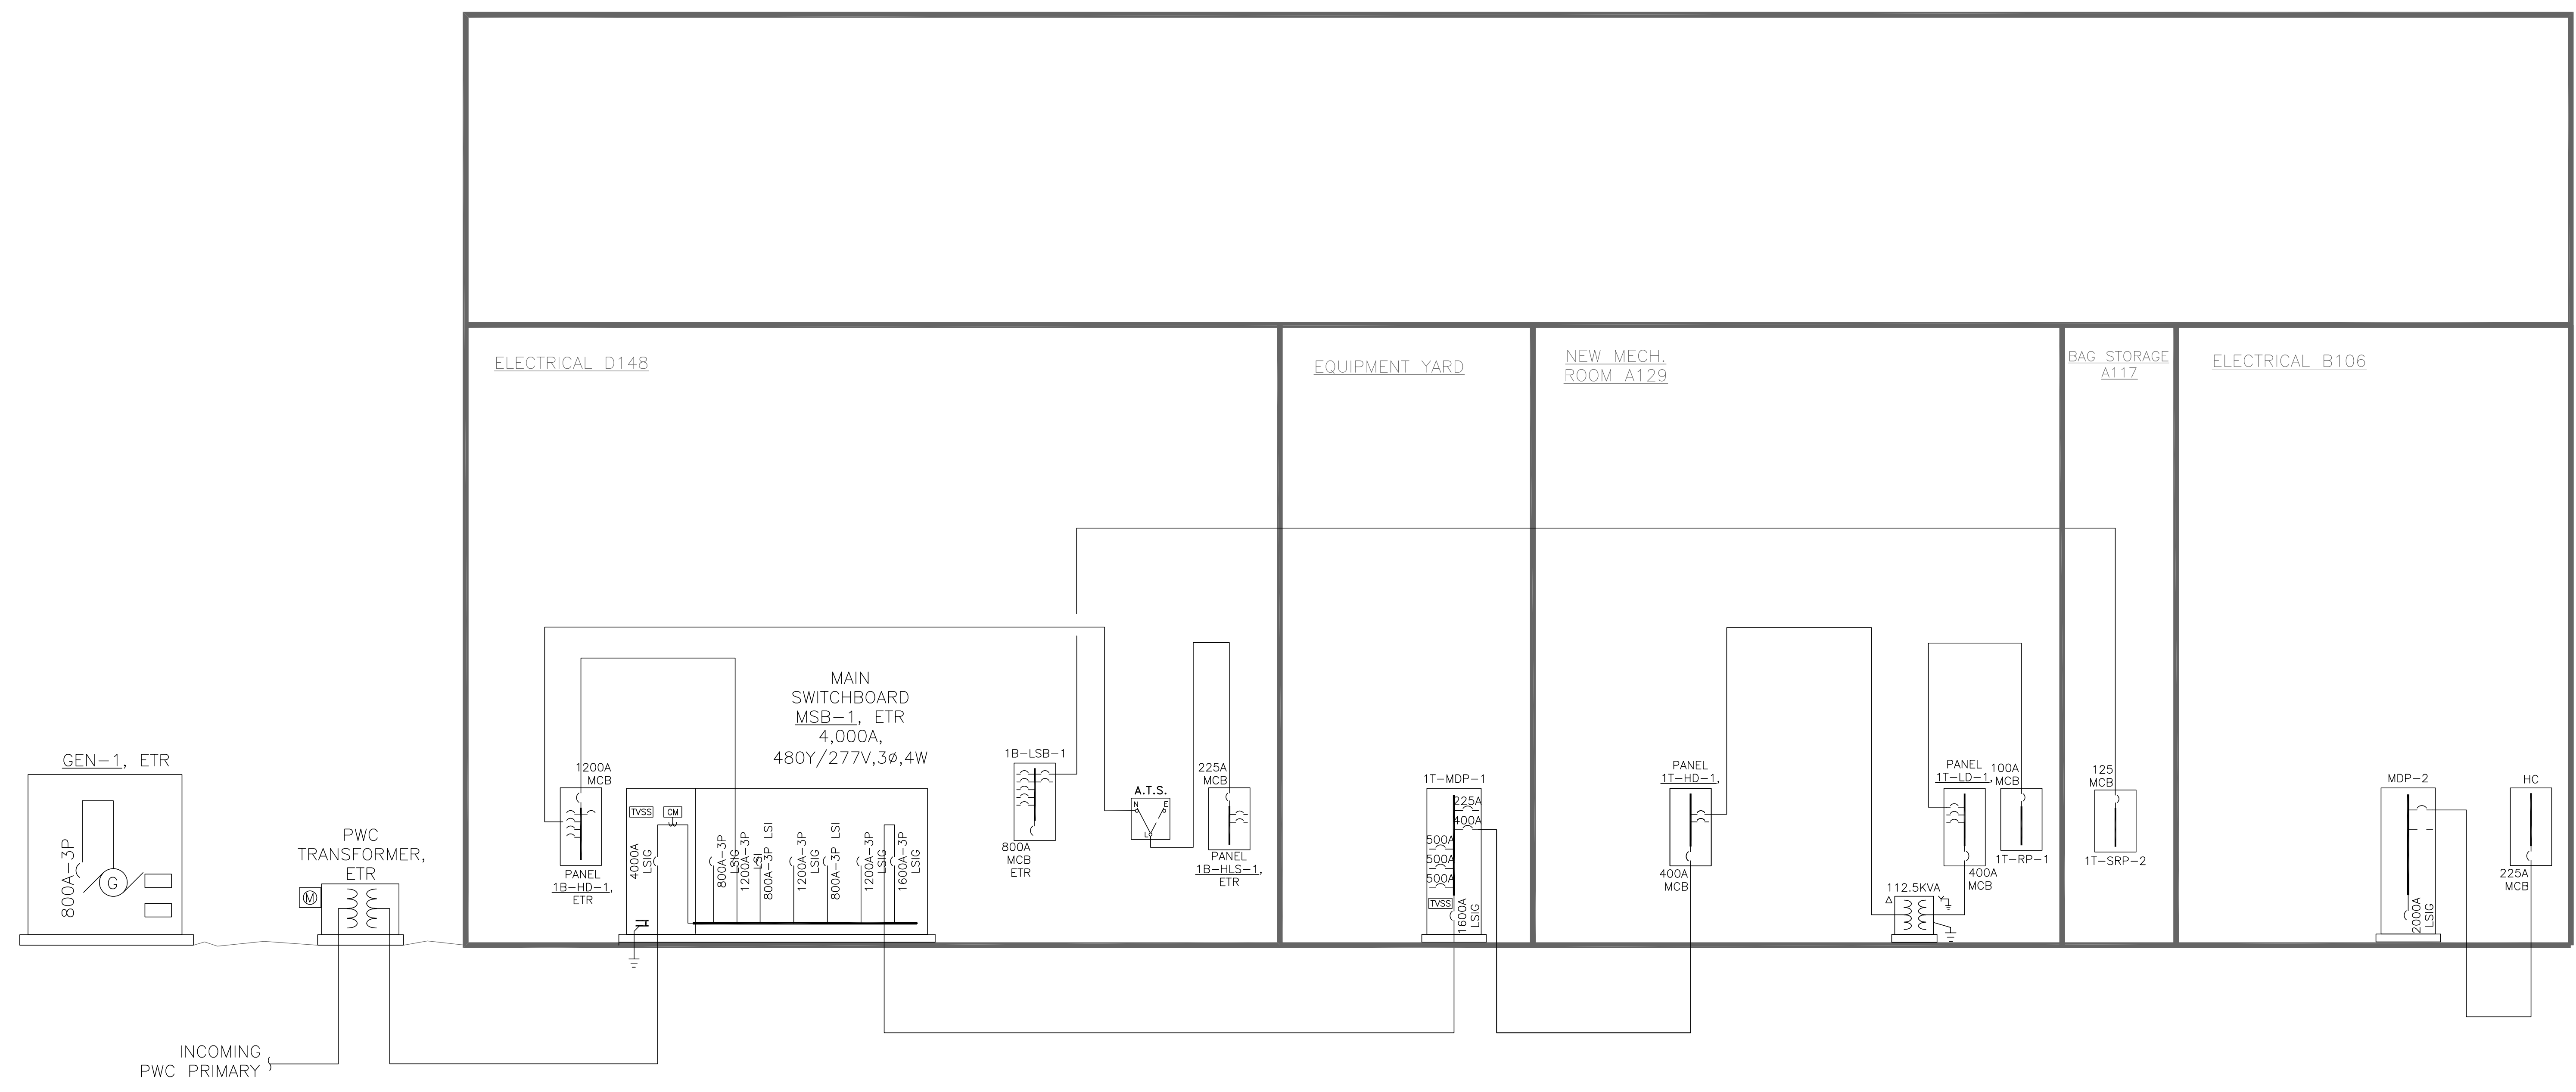 ELECTRICAL D148
EQUIPMENT YARD
NEW MECH.
ROOM A129
BAG STORAGE
A117
ELECTRICAL B106
GEN-1, ETR
800A-3P
G
PWC
TRANSFORMER,
ETR
M
INCOMING
PWC PRIMARY
1200A
MCB
PANEL
1B-HD-1,
ETR
MAIN
SWITCHBOARD
MSB-1, ETR
4,000A,
480Y/277V,3ø,4W
TVSS
CM
4000A
LSIG
800A-3P
LSIG
1200A-3P
LSI
800A-3P LSI
1200A-3P
LSIG
800A-3P LSI
1200A-3P
LSIG
1600A-3P
LSIG
1B-LSB-1
800A
MCB
ETR
A.T.S.
N E
L
225A
MCB
PANEL
1B-HLS-1,
ETR
1T-MDP-1
225A
400A
500A
500A
500A
TVSS
1600A
LSIG
PANEL
1T-HD-1,
400A
MCB
112.5KVA
Δ Y
PANEL
1T-LD-1,
400A
MCB
100A
MCB
1T-RP-1
125
MCB
1T-SRP-2
MDP-2
2000A
LSIG
HC
225A
MCB